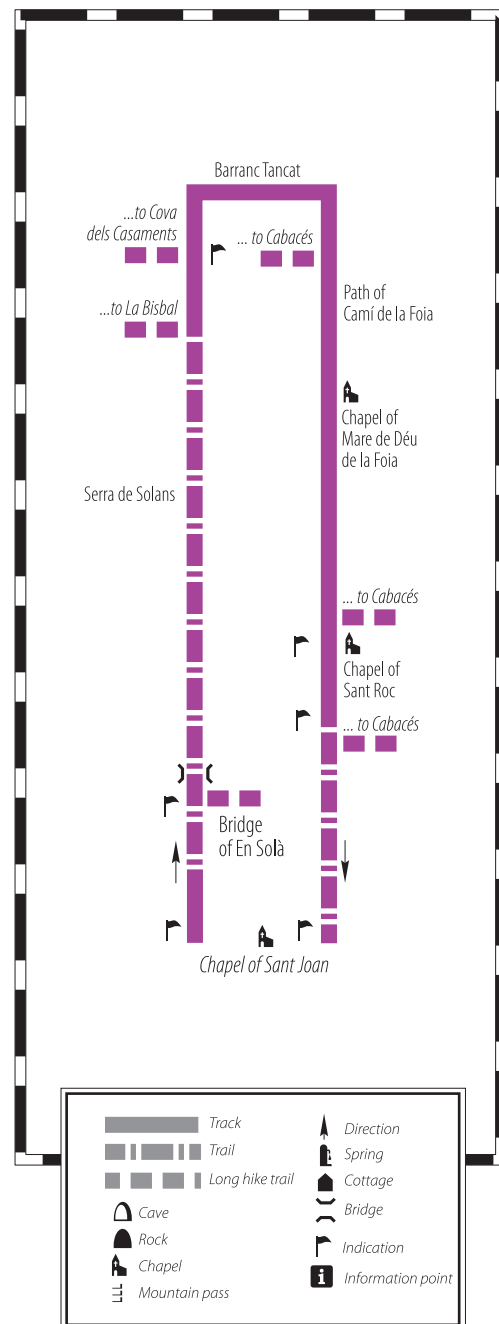 Barranc Tancat
...to Cova
dels Casaments
... to Cabacés
...to La Bisbal
Path of
Camí de la Foia
Chapel of
Mare de Déu
de la Foia
Serra de Solans
... to Cabacés
Chapel of
Sant Roc
... to Cabacés
Bridge
of En Solà
Chapel of Sant Joan
Track
Trail
Long hike trail
Cave
Rock
Chapel
Mountain pass
Direction
Spring
Cottage
Bridge
Indication
i Information point